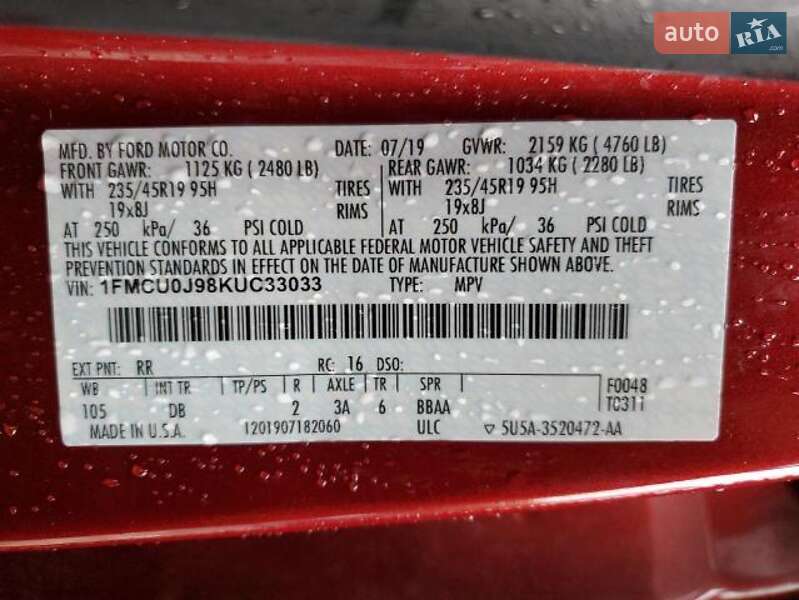 auto RIA.com
MFD. BY FORD MOTOR CO. DATE: 07/19 GVWR: 2159 KG ( 4760 LB)
FRONT GAWR: 1125 KG ( 2480 LB) REAR GAWR: 1034 KG ( 2280 LB)
WITH 235/45R19 95H TIRES WITH 235/45R19 95H TIRES
19x8J RIMS 19x8J RIMS
AT 250 kPa/ 36 PSI COLD AT 250 kPa/ 36 PSI COLD
THIS VEHICLE CONFORMS TO ALL APPLICABLE FEDERAL MOTOR VEHICLE SAFETY AND THEFT
PREVENTION STANDARDS IN EFFECT ON THE DATE OF MANUFACTURE SHOWN ABOVE.
VIN: 1FMCU0J98KUC33033 TYPE: MPV
EXT PNT: RR RC: 16 DSO:
WB INT TR TP/PS R AXLE TR SPR F0048
105 DB 2 3A 6 BBAA TC311
MADE IN U.S.A. 1201907182060 ULC ▽ 5U5A-3520472-AA